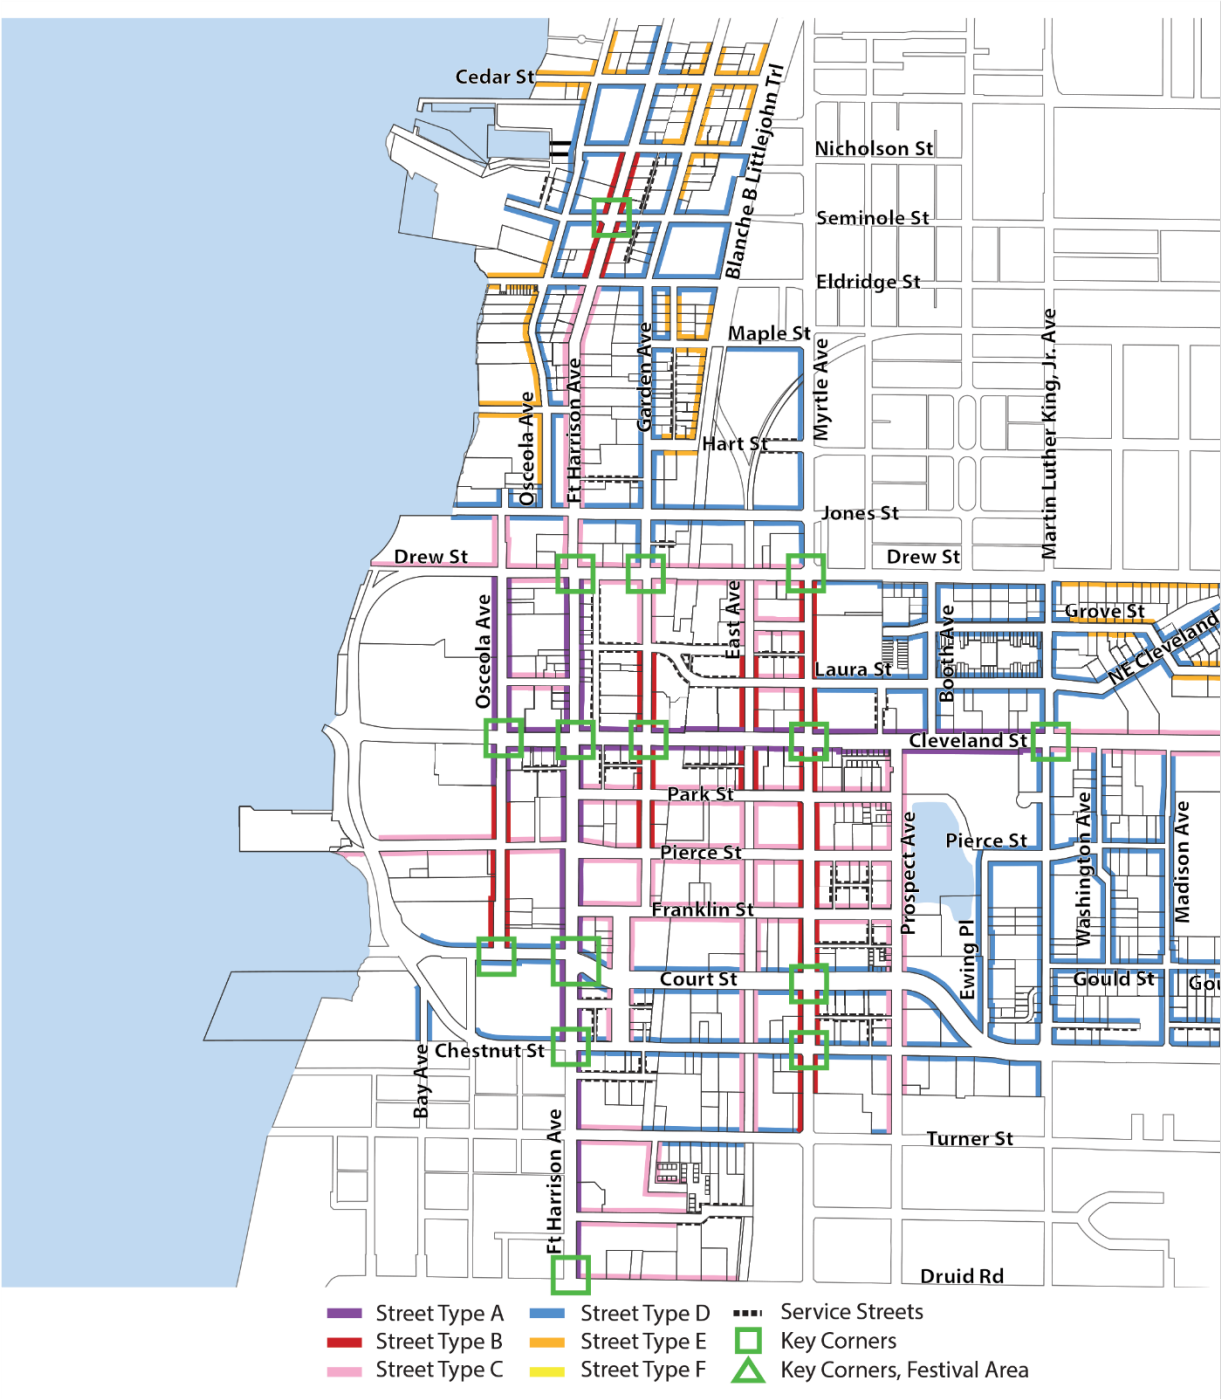 Cedar St
Blanche B Littlejohn Trl
Nicholson St
Seminole St
Eldridge St
Maple St
Garden Ave
Ft Harrison Ave
Osceola Ave
Myrtle Ave
Martin Luther King, Jr. Ave
Hart St
Jones St
Drew St
Drew St
Grove St
NE Cleveland
Booth Ave
East Ave
Osceola Ave
Laura St
Cleveland St
Park St
Pierce St
Pierce St
Prospect Ave
Washington Ave
Madison Ave
Franklin St
Ewing Pl
Court St
Gould St
Gou
Chestnut St
Bay Ave
Ft Harrison Ave
Turner St
Druid Rd
Street Type A
Street Type D
Service Streets
Street Type B
Street Type E
Key Corners
Street Type C
Street Type F
Key Corners, Festival Area